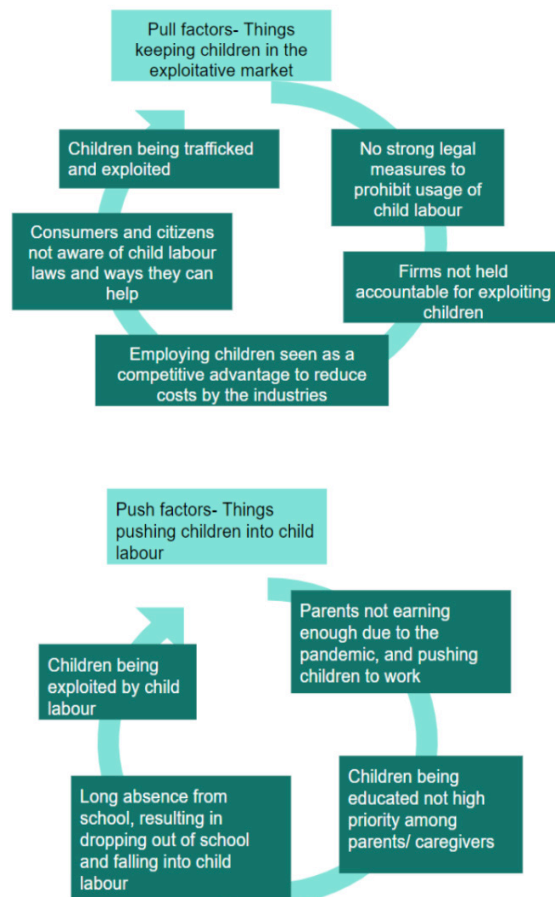 Pull factors- Things
keeping children in the
exploitative market
No strong legal
measures to
prohibit usage of
child labour
Firms not held
accountable for exploiting
children
Employing children seen as a
competitive advantage to reduce
costs by the industries
Consumers and citizens
not aware of child labour
laws and ways they can
help
Children being trafficked
and exploited
Push factors- Things
pushing children into child
labour
Parents not earning
enough due to the
pandemic, and pushing
children to work
Children being
educated not high
priority among
parents/ caregivers
Long absence from
school, resulting in
dropping out of school
and falling into child
labour
Children being
exploited by child
labour